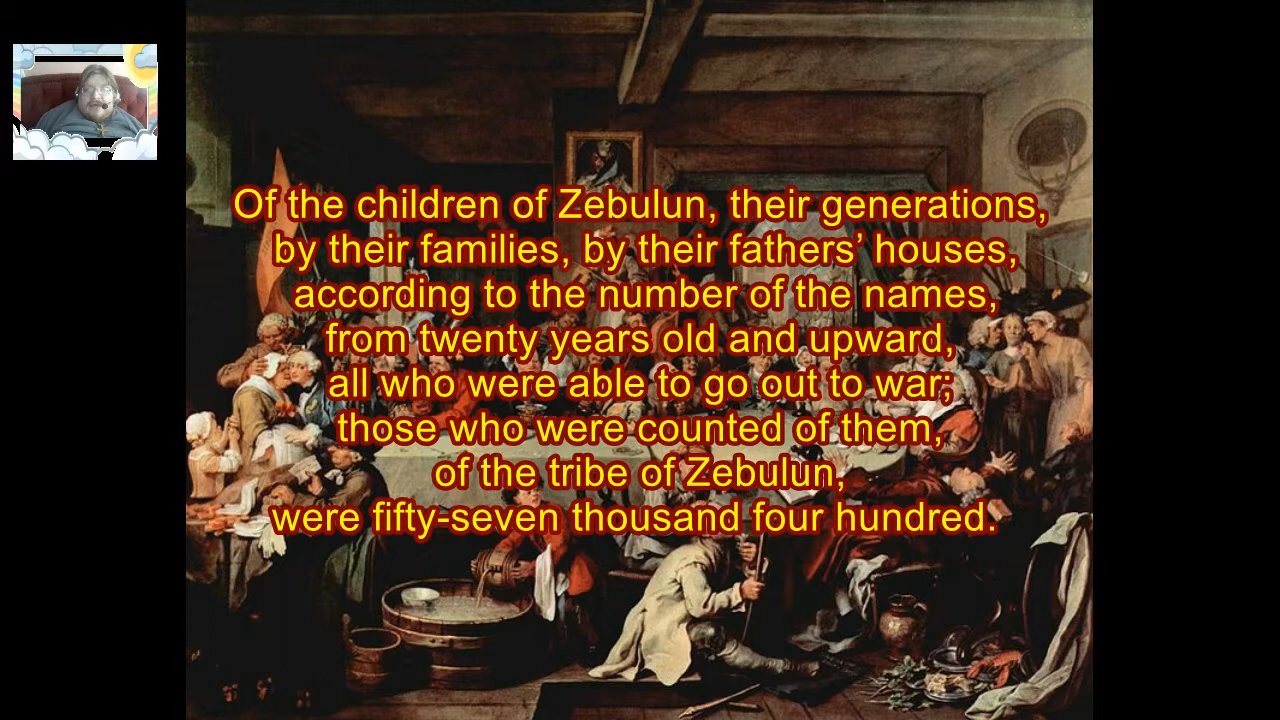 Of the children of Zebulun, their generations,
by their families, by their fathers’ houses,
according to the number of the names,
from twenty years old and upward,
all who were able to go out to war;
those who were counted of them,
of the tribe of Zebulun,
were fifty-seven thousand four hundred.